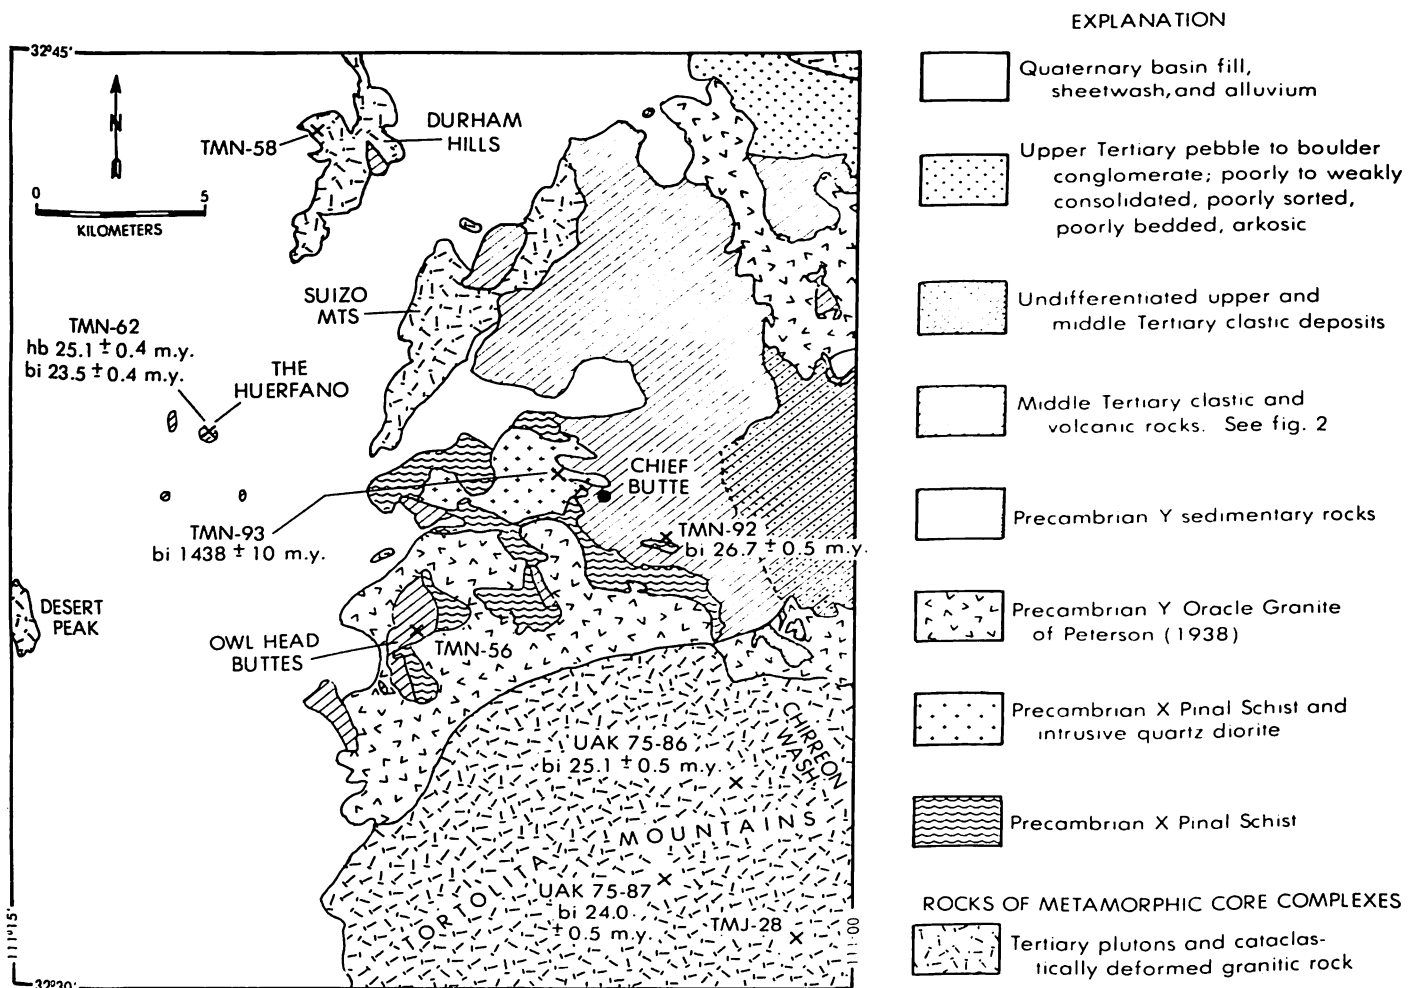 EXPLANATION
32°45'
N
0 5
KILOMETERS
TMN-58
DURHAM
HILLS
SUIZO
MTS
TMN-62
hb 25.1 ± 0.4 m.y.
bi 23.5 ± 0.4 m.y.
THE
HUERFANO
CHIEF
BUTTE
TMN-93
bi 1438 ± 10 m.y.
TMN-92
bi 26.7 ± 0.5 m.y.
DESERT
PEAK
OWL HEAD
BUTTES
TMN-56
CHIRREON
WASH
UAK 75-86
bi 25.1 ± 0.5 m.y.
TORTOLITA MOUNTAINS
UAK 75-87
bi 24.0
± 0.5 m.y.
TMJ-28
111°15'
111°00
32°30'
Quaternary basin fill,
sheetwash, and alluvium
Upper Tertiary pebble to boulder
conglomerate; poorly to weakly
consolidated, poorly sorted,
poorly bedded, arkosic
Undifferentiated upper and
middle Tertiary clastic deposits
Middle Tertiary clastic and
volcanic rocks. See fig. 2
Precambrian Y sedimentary rocks
Precambrian Y Oracle Granite
of Peterson (1938)
Precambrian X Pinal Schist and
intrusive quartz diorite
Precambrian X Pinal Schist
ROCKS OF METAMORPHIC CORE COMPLEXES
Tertiary plutons and cataclas-
tically deformed granitic rock